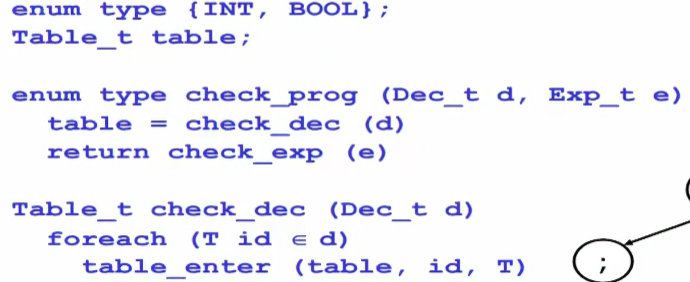 enum type {INT, BOOL};
Table_t table;
enum type check_prog (Dec_t d, Exp_t e)
table = check_dec (d)
return check_exp (e)
Table_t check_dec (Dec_t d)
foreach (T id ∈ d)
table_enter (table, id, T)
;